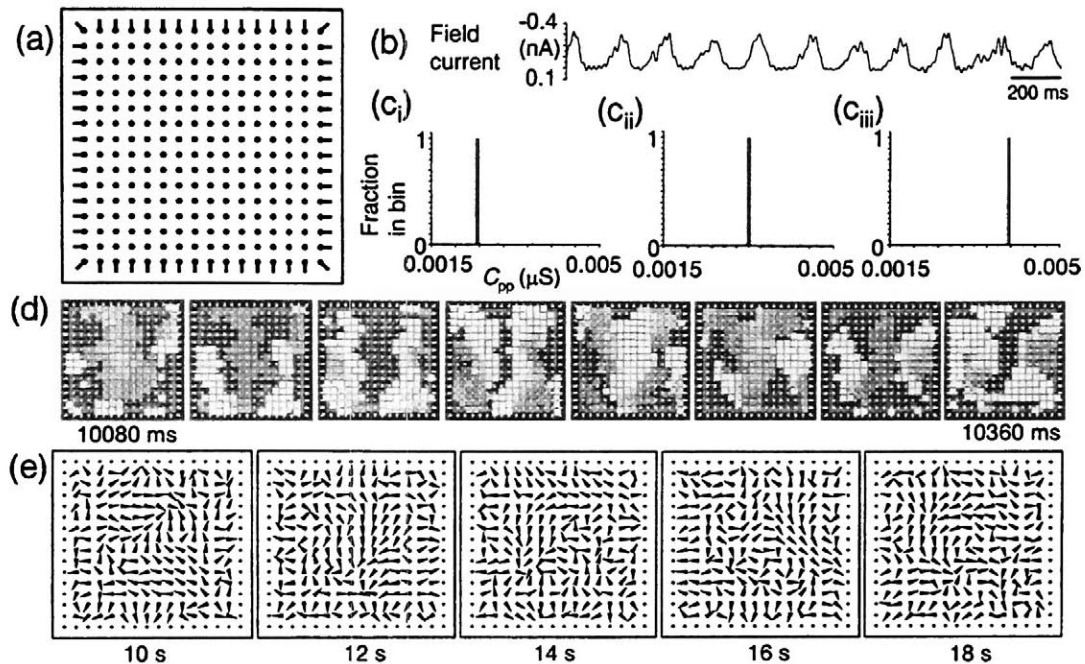 (a)
(b) Field current -0.4 (nA) 0.1
200 ms
(ci) (cii) (ciii)
Fraction in bin
1 0 1 0 1 0
0.0015 0.005 0.0015 0.005 0.0015 0.005
Cpp (μS)
(d)
10080 ms 10360 ms
(e)
10 s 12 s 14 s 16 s 18 s